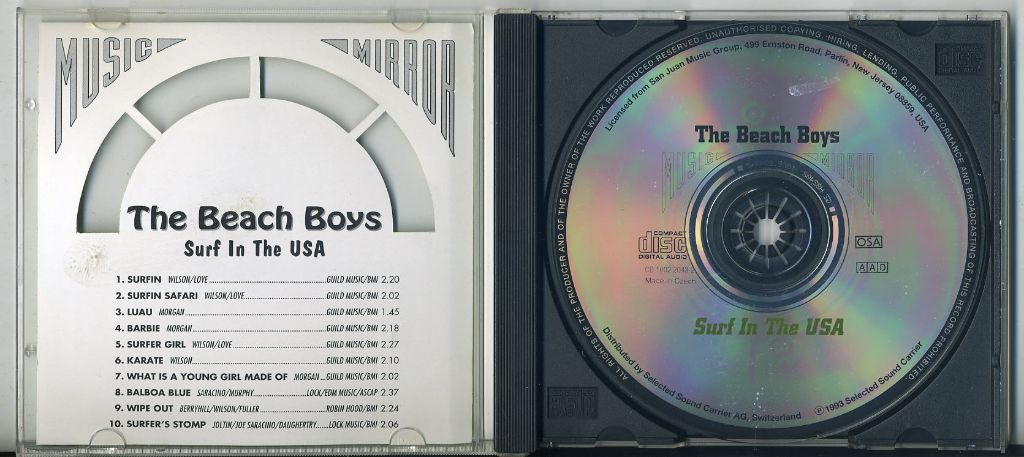 MUSIC MIRROR
The Beach Boys
Surf In The USA
1. SURFIN WILSON/LOVE GUILD MUSIC/BMI 2.20
2. SURFIN SAFARI WILSON/LOVE GUILD MUSIC/BMI 2.02
3. LUAU MORGAN GUILD MUSIC/BMI 1.45
4. BARBIE MORGAN GUILD MUSIC/BMI 2.18
5. SURFER GIRL WILSON/LOVE GUILD MUSIC/BMI 2.27
6. KARATE WILSON GUILD MUSIC/BMI 2.10
7. WHAT IS A YOUNG GIRL MADE OF MORGAN GUILD MUSIC/BMI 2.02
8. BALBOA BLUE SARACINO/MURPHY LOCK/EDM MUSIC/ASCAP 2.37
9. WIPE OUT BERRYHILL/WILSON/FULLER ROBIN HOOD/BMI 2.24
10. SURFER'S STOMP JOLTIN/JOE SARACINO/DAUGHERTRY LOCK MUSIC/BMI 2.06
ALL RIGHTS OF THE PRODUCER AND OF THE OWNER OF THE WORK REPRODUCED RESERVED. UNAUTHORISED COPYING, HIRING, LENDING, PUBLIC PERFORMANCE AND BROADCASTING OF THIS RECORD PROHIBITED.
Licensed from San Juan Music Group, 499 Ernston Road, Parlin, New Jersey 08859, USA
The Beach Boys
MUSIC MIRROR
COMPACT
disc
DIGITAL AUDIO
OSA
AAD
Made in Czech
Surf In The USA
Distributed by Selected Sound Carrier AG, Switzerland
℗1993 Selected Sound Carrier